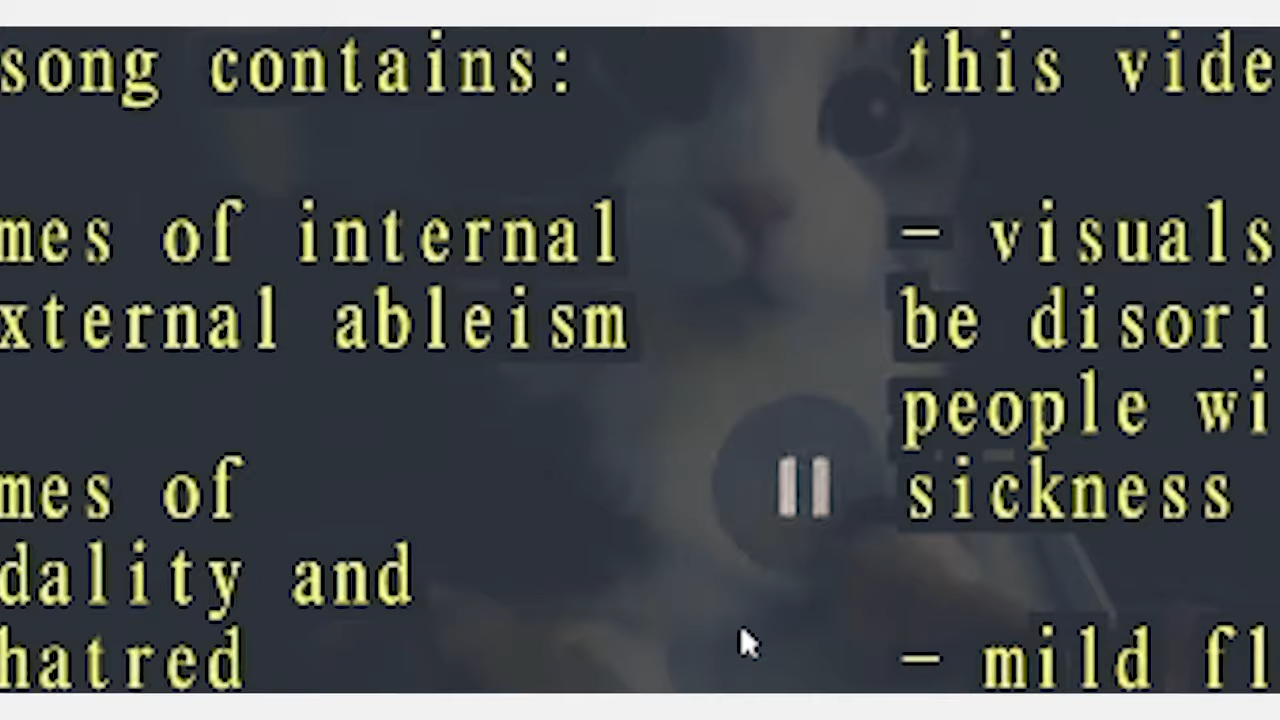 song contains:
mes of internal
xternal ableism
mes of
dality and
hatred
this vide
- visuals
be disori
people wi
sickness
- mild fl